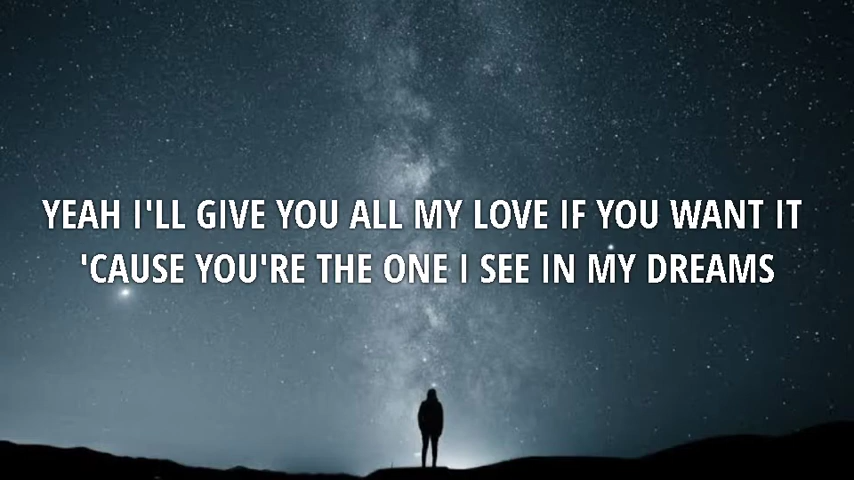 YEAH I'LL GIVE YOU ALL MY LOVE IF YOU WANT IT
'CAUSE YOU'RE THE ONE I SEE IN MY DREAMS